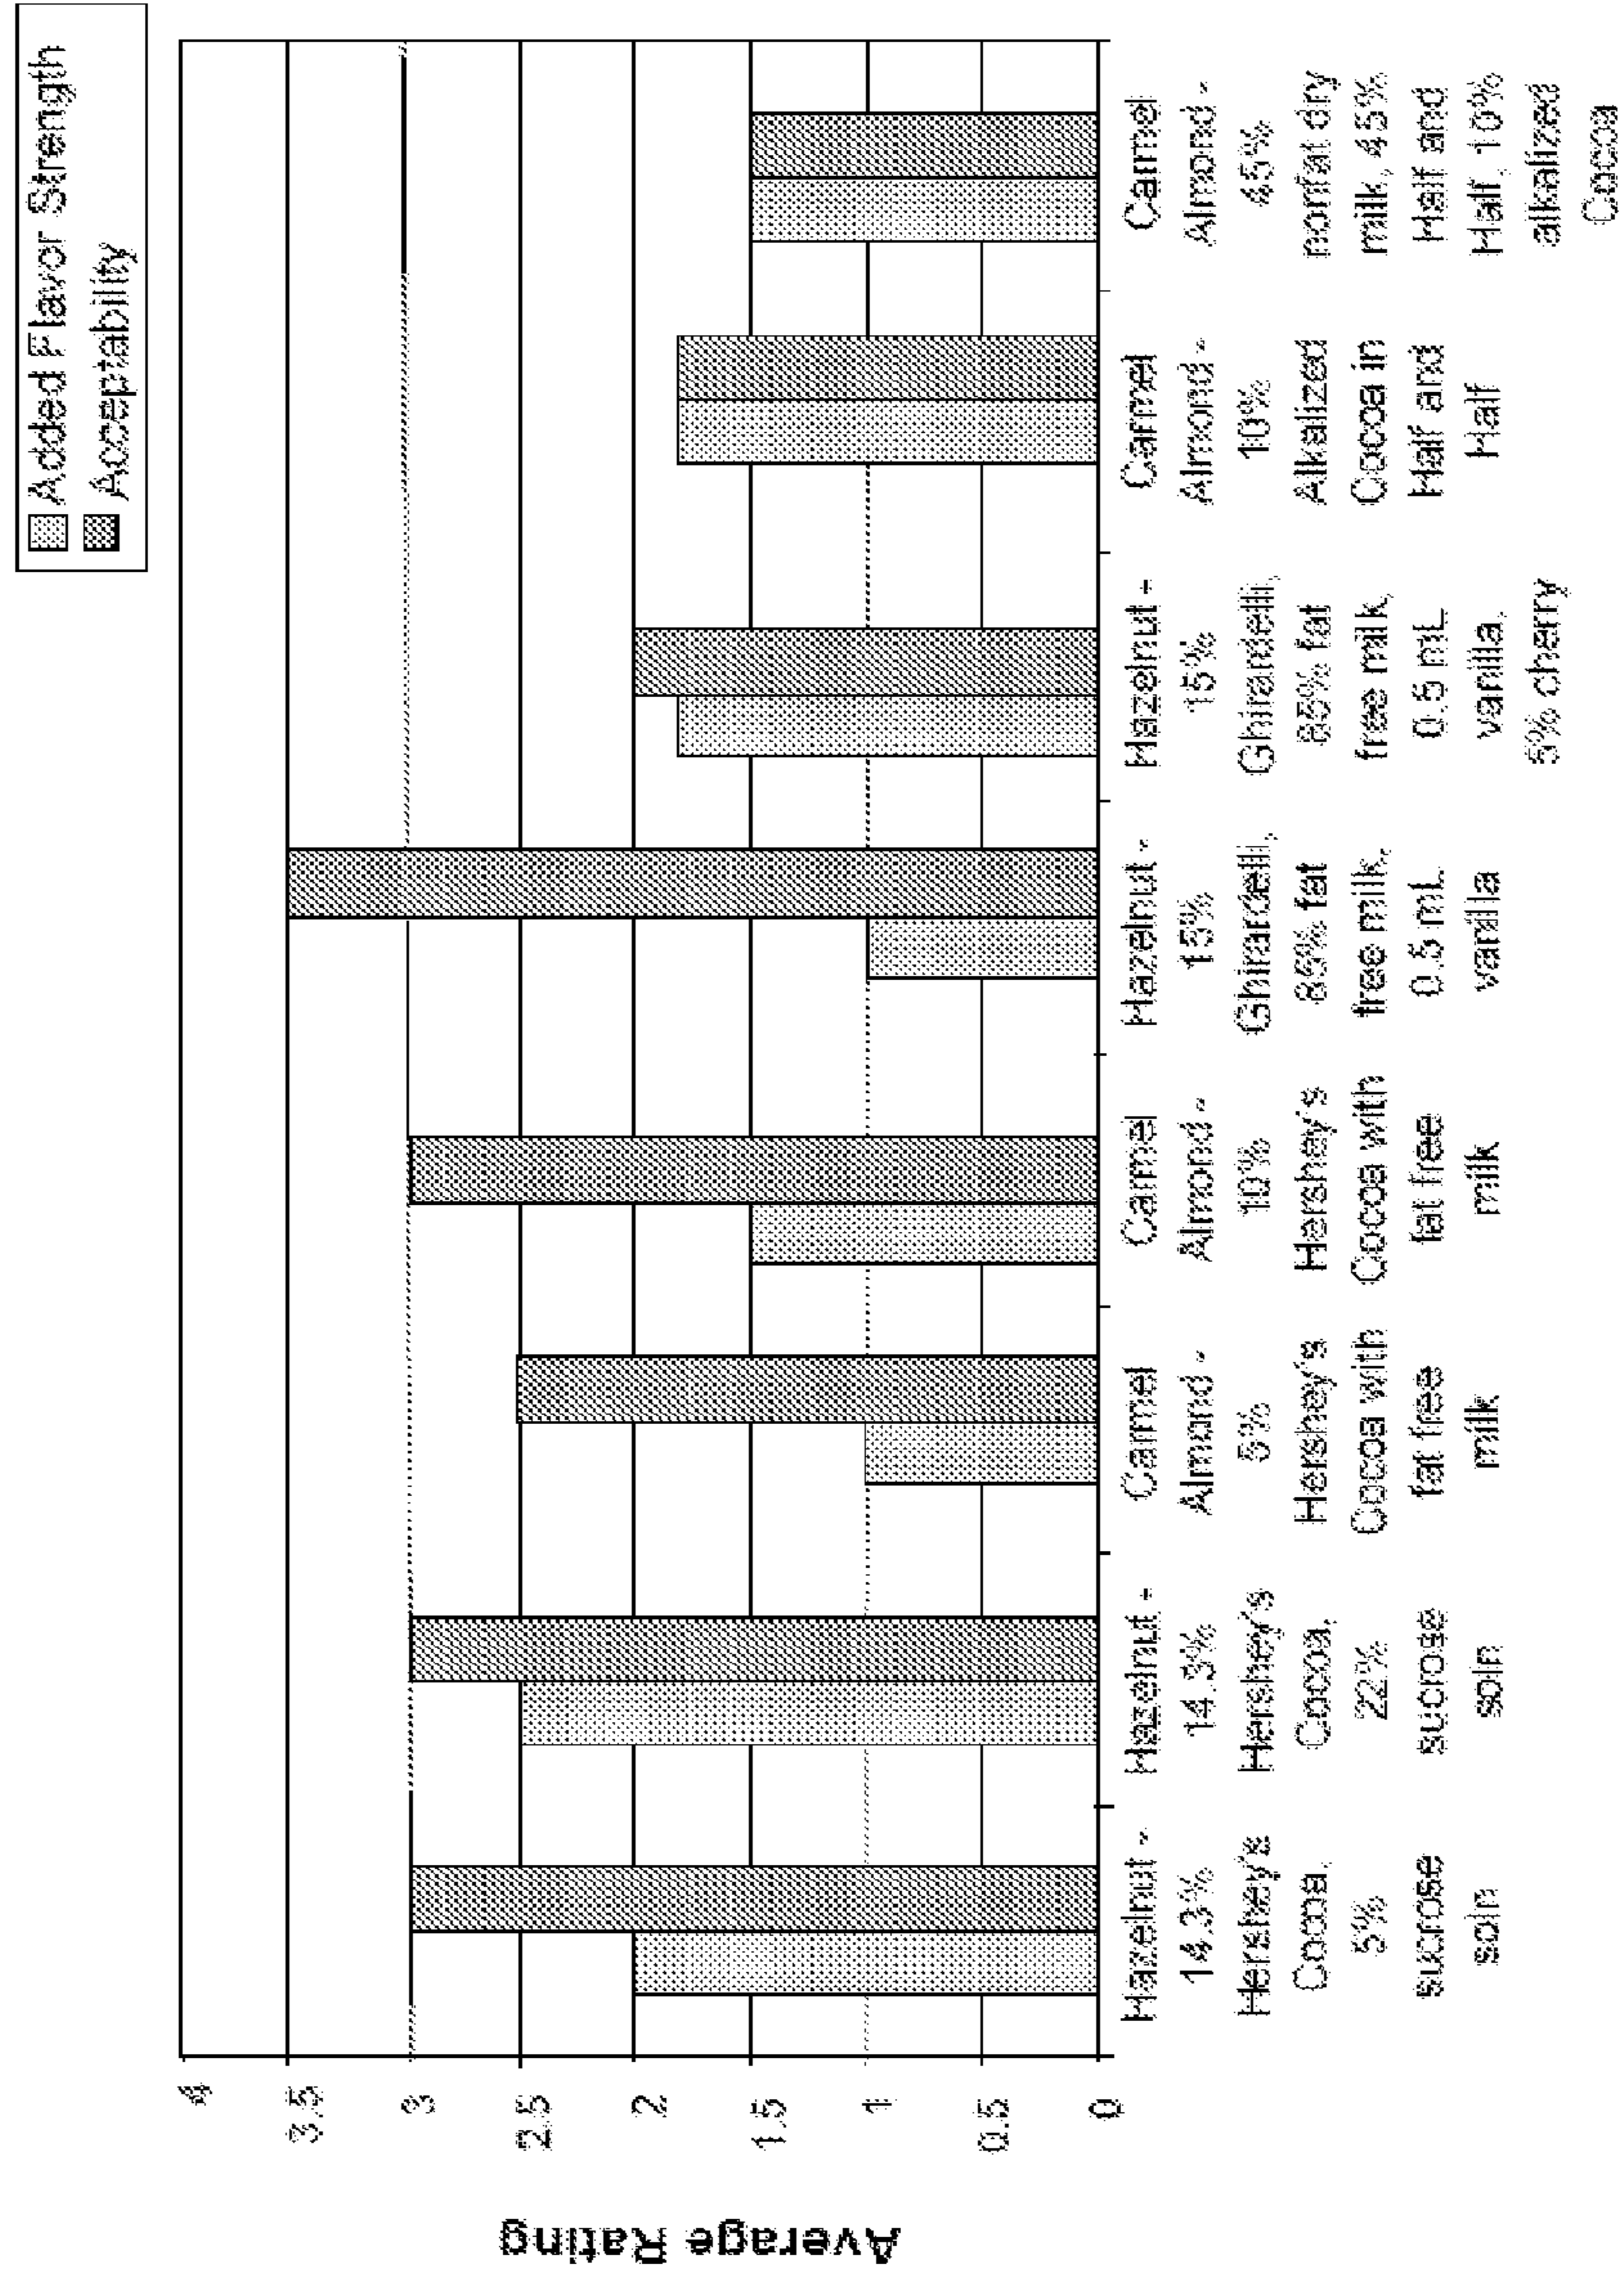 Added Flavor Strength
Acceptability
Average Rating
4
3.5
3
2.5
2
1.5
1
0.5
0
Hazelnut -
14.3%
Hershey's
Cocoa,
5%
sucrose
soln
Hazelnut -
14.3%
Hershey's
Cocoa,
22%
sucrose
soln
Carmel
Almond -
5%
Hershey's
Cocoa with
fat free
milk
Carmel
Almond -
10%
Hershey's
Cocoa with
fat free
milk
Hazelnut -
15%
Ghirardelli,
85% fat
free milk,
0.5 mL
vanilla
Hazelnut -
15%
Ghirardelli,
85% fat
free milk,
0.5 mL
vanilla,
5% cherry
Carmel
Almond -
10%
Alkalized
Cocoa in
Half and
Half
Carmel
Almond -
45%
nonfat dry
milk, 45%
Half and
Half, 10%
alkalized
Cocoa